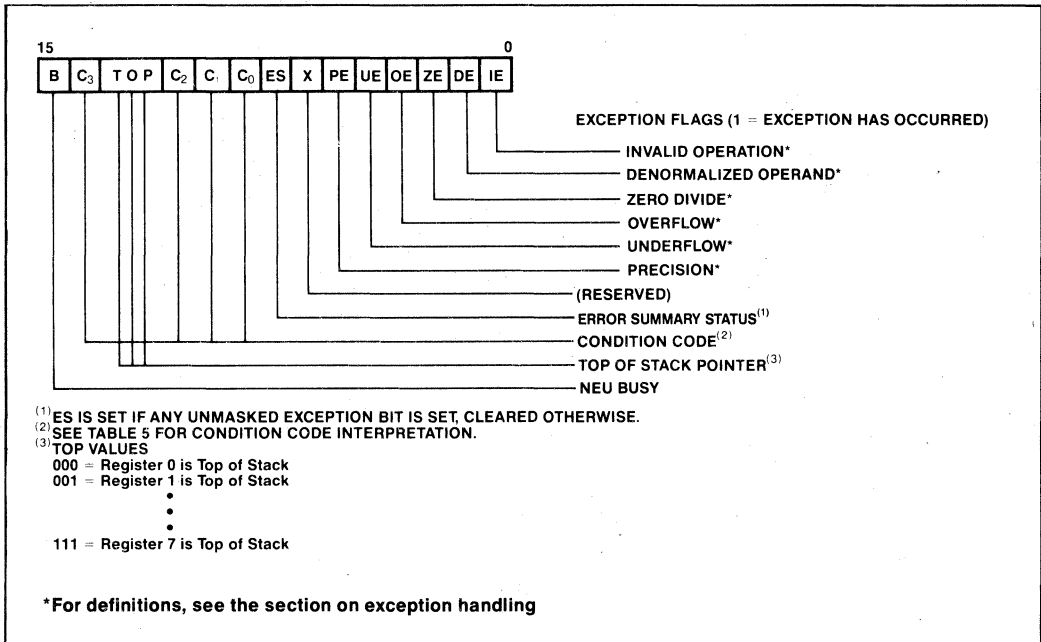 15 0
B C₃ T O P C₂ C₁ C₀ ES X PE UE OE ZE DE IE
EXCEPTION FLAGS (1 = EXCEPTION HAS OCCURRED)
INVALID OPERATION*
DENORMALIZED OPERAND*
ZERO DIVIDE*
OVERFLOW*
UNDERFLOW*
PRECISION*
(RESERVED)
ERROR SUMMARY STATUS⁽¹⁾
CONDITION CODE⁽²⁾
TOP OF STACK POINTER⁽³⁾
NEU BUSY
⁽¹⁾ES IS SET IF ANY UNMASKED EXCEPTION BIT IS SET, CLEARED OTHERWISE.
⁽²⁾SEE TABLE 5 FOR CONDITION CODE INTERPRETATION.
⁽³⁾TOP VALUES
000 = Register 0 is Top of Stack
001 = Register 1 is Top of Stack
•
•
•
111 = Register 7 is Top of Stack
*For definitions, see the section on exception handling